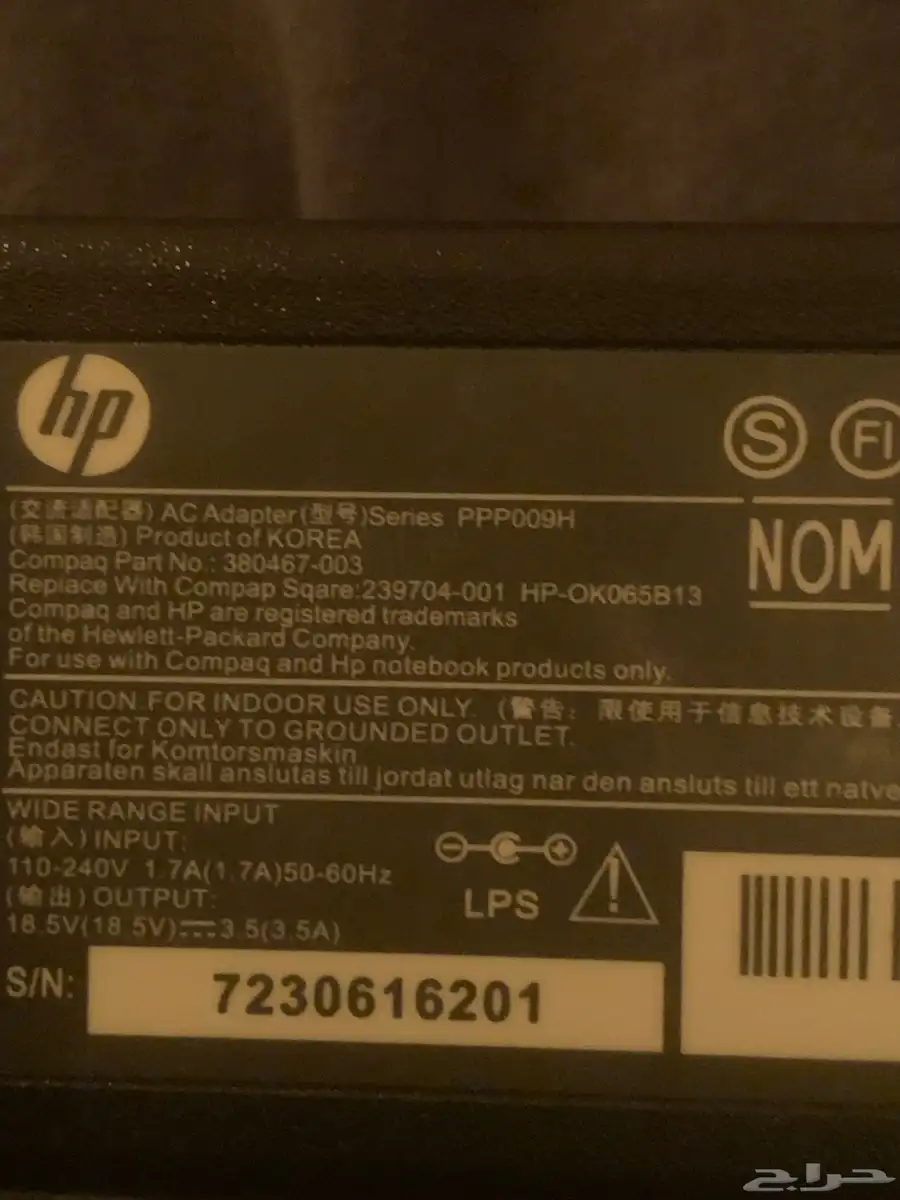 hp
S FI
(交流适配器) AC Adapter(型号)Series PPP009H
(韩国制造) Product of KOREA
Compaq Part No.: 380467-003
Replace With Compap Sqare:239704-001 HP-OK065B13
Compaq and HP are registered trademarks
of the Hewlett-Packard Company.
For use with Compaq and Hp notebook products only.
NOM
CAUTION.FOR INDOOR USE ONLY. (警告: 限使用于信息技术设备
CONNECT ONLY TO GROUNDED OUTLET.
Endast for Komtorsmaskin
Apparaten skall anslutas till jordat utlag nar den ansluts till ett natve
WIDE RANGE INPUT
(输入) INPUT:
110-240V 1.7A(1.7A)50-60Hz
(输出) OUTPUT:
18.5V(18.5V)⎓3.5(3.5A)
LPS
S/N: 7230616201
حراج